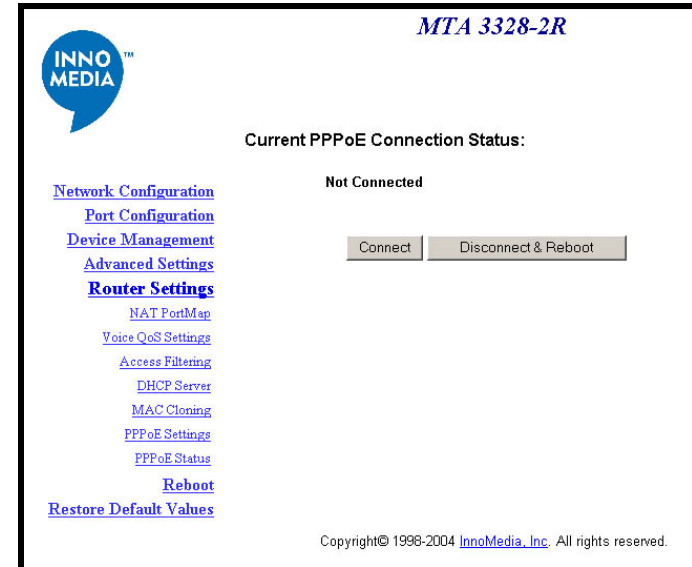 MTA 3328-2R
INNO™
MEDIA
Current PPPoE Connection Status:
Not Connected
Connect
Disconnect & Reboot
Network Configuration
Port Configuration
Device Management
Advanced Settings
Router Settings
NAT PortMap
Voice QoS Settings
Access Filtering
DHCP Server
MAC Cloning
PPPoE Settings
PPPoE Status
Reboot
Restore Default Values
Copyright© 1998-2004 InnoMedia, Inc. All rights reserved.